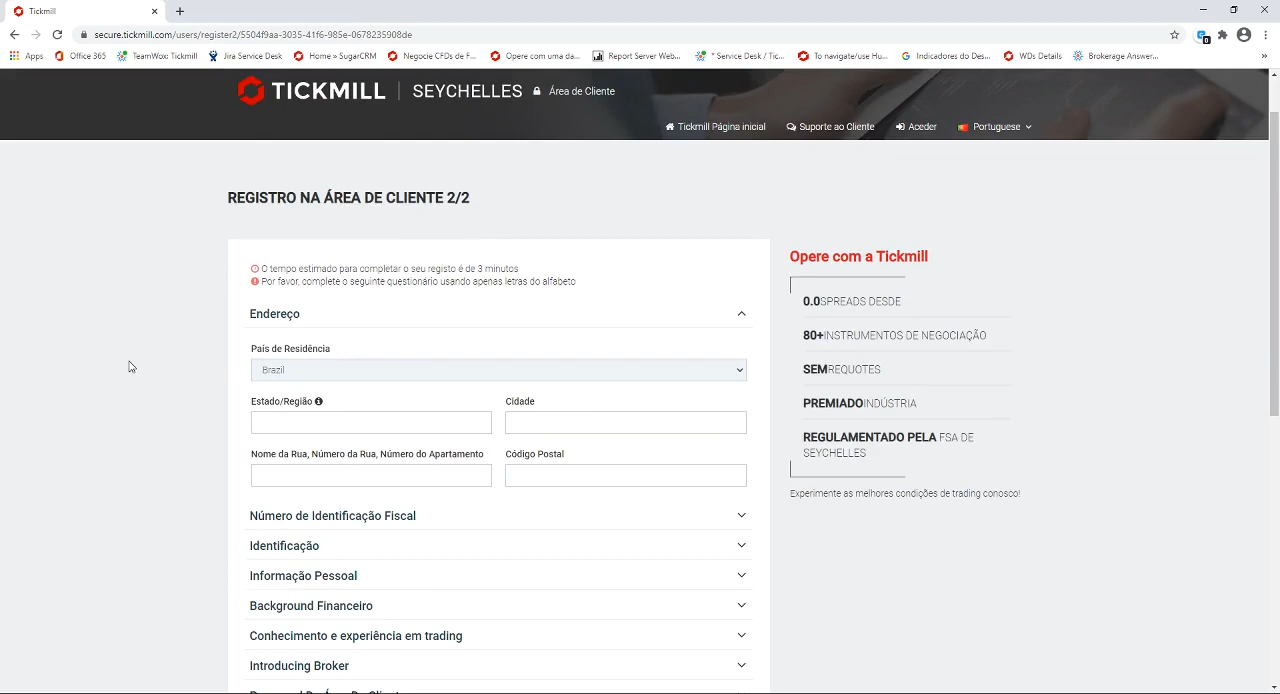 Tickmill
secure.tickmill.com/users/register2/5504f9aa-3035-41f6-985e-0678235908de
Apps Office 365 TeamWox: Tickmill Jira Service Desk Home » SugarCRM Negocie CFDs de F... Opere com uma da... Report Server Web... * Service Desk / Tic... To navigate/use Hu... Indicadores do Des... WDs Details Brokerage Answer... »
TICKMILL | SEYCHELLES Área de Cliente
Tickmill Página inicial Suporte ao Cliente Aceder Portuguese
REGISTRO NA ÁREA DE CLIENTE 2/2
O tempo estimado para completar o seu registo é de 3 minutos
Por favor, complete o seguinte questionário usando apenas letras do alfabeto
Endereço
País de Residência
Brazil
Estado/Região Cidade
Nome da Rua, Número da Rua, Número do Apartamento Código Postal
Número de Identificação Fiscal
Identificação
Informação Pessoal
Background Financeiro
Conhecimento e experiência em trading
Introducing Broker
Opere com a Tickmill
0.0SPREADS DESDE
80+INSTRUMENTOS DE NEGOCIAÇÃO
SEMREQUOTES
PREMIADOINDÚSTRIA
REGULAMENTADO PELA FSA DE
SEYCHELLES
Experimente as melhores condições de trading conosco!